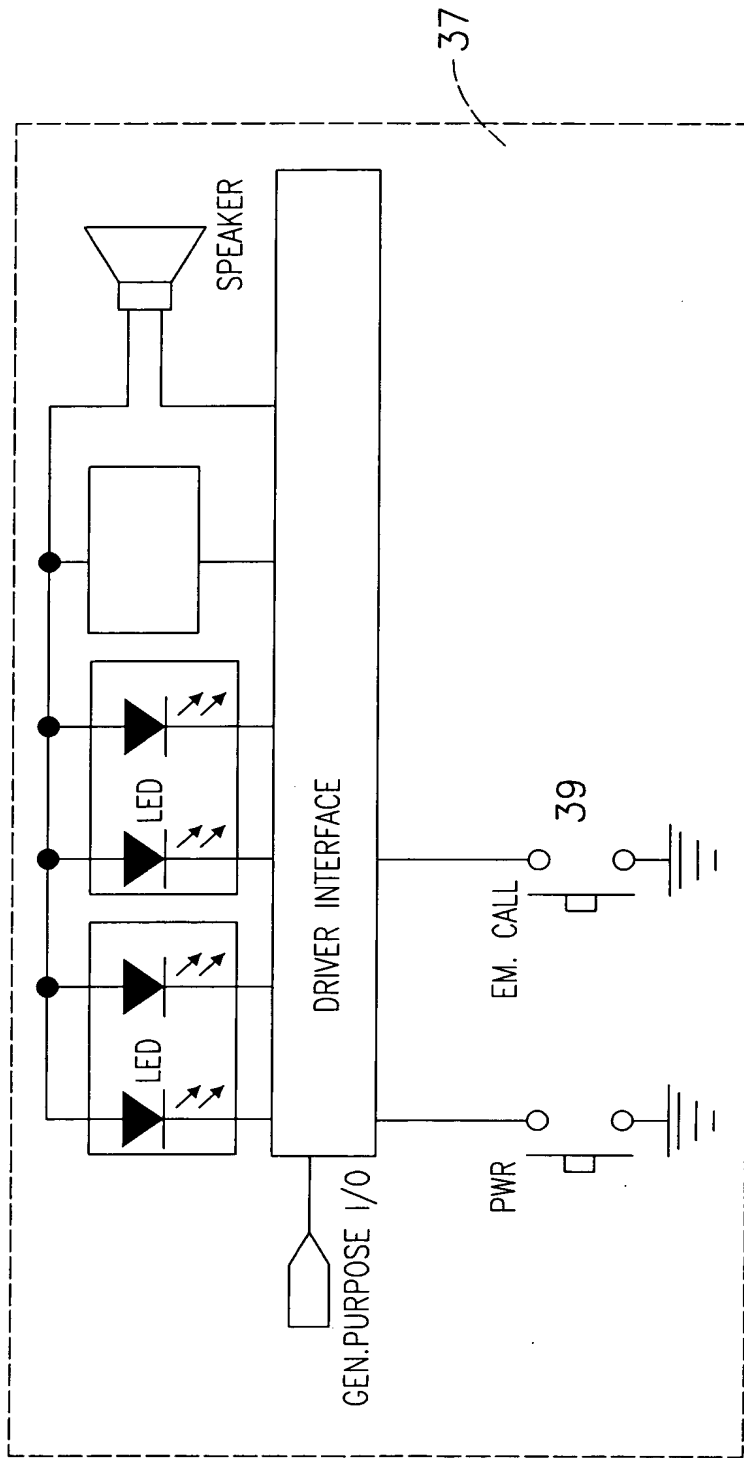 37
SPEAKER
LED
LED
DRIVER INTERFACE
GEN.PURPOSE I/O
PWR
EM. CALL
39